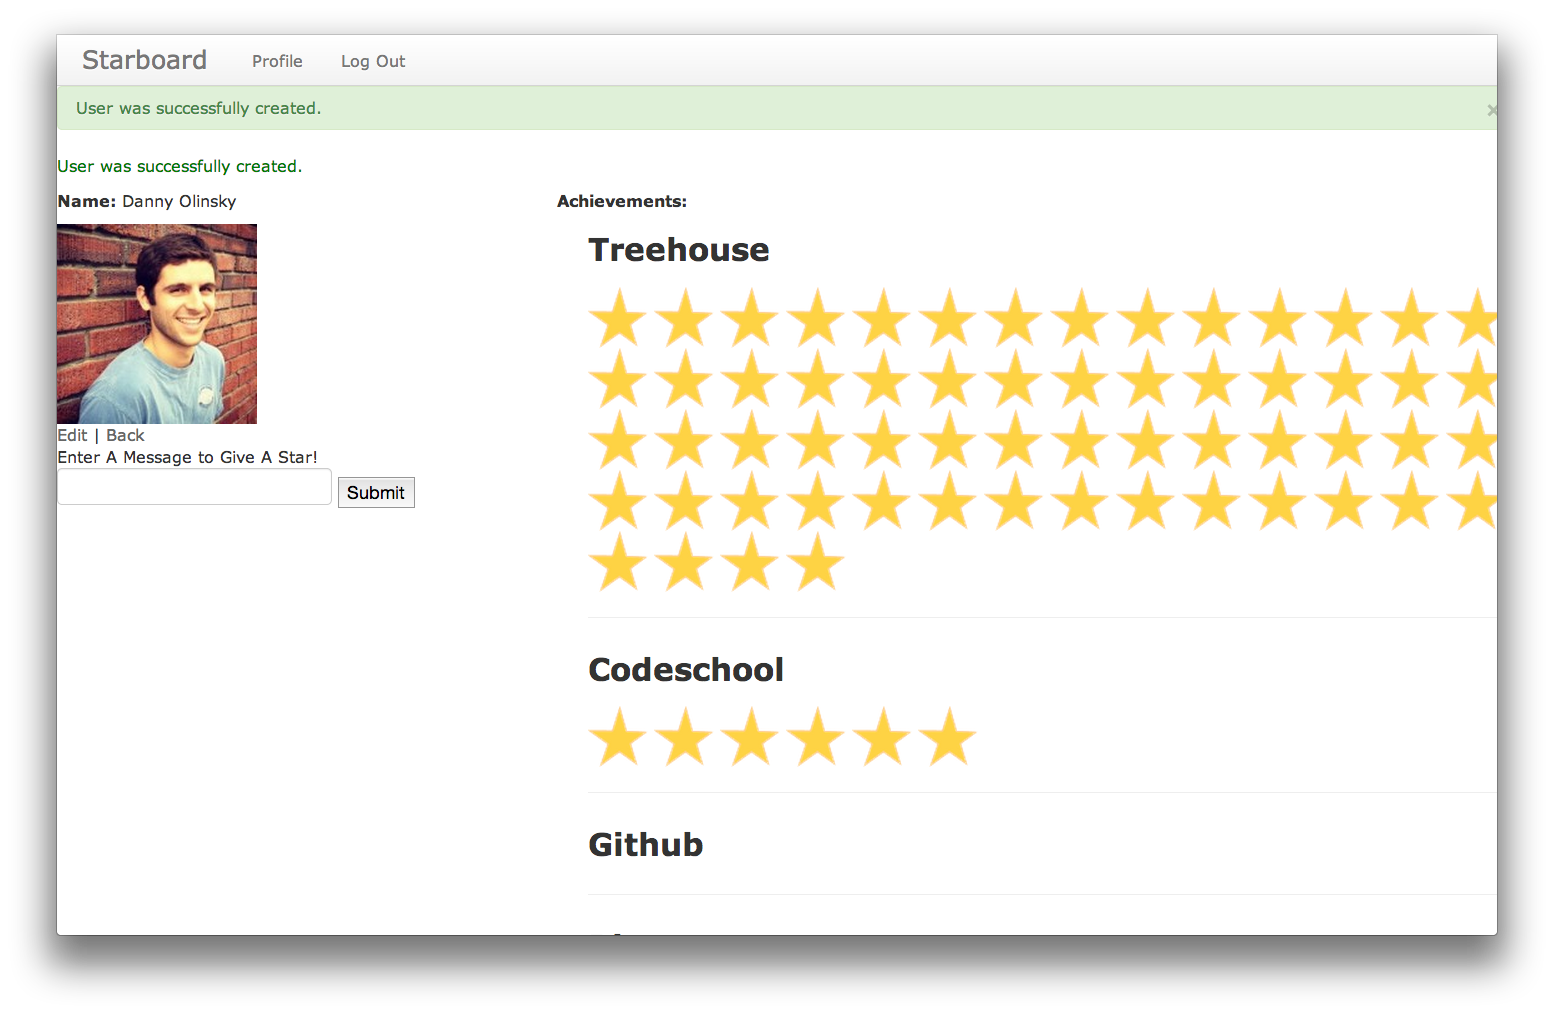 Starboard Profile Log Out
User was successfully created. ×
User was successfully created.
Name: Danny Olinsky
Edit | Back
Enter A Message to Give A Star!
Submit
Achievements:
Treehouse
Codeschool
Github